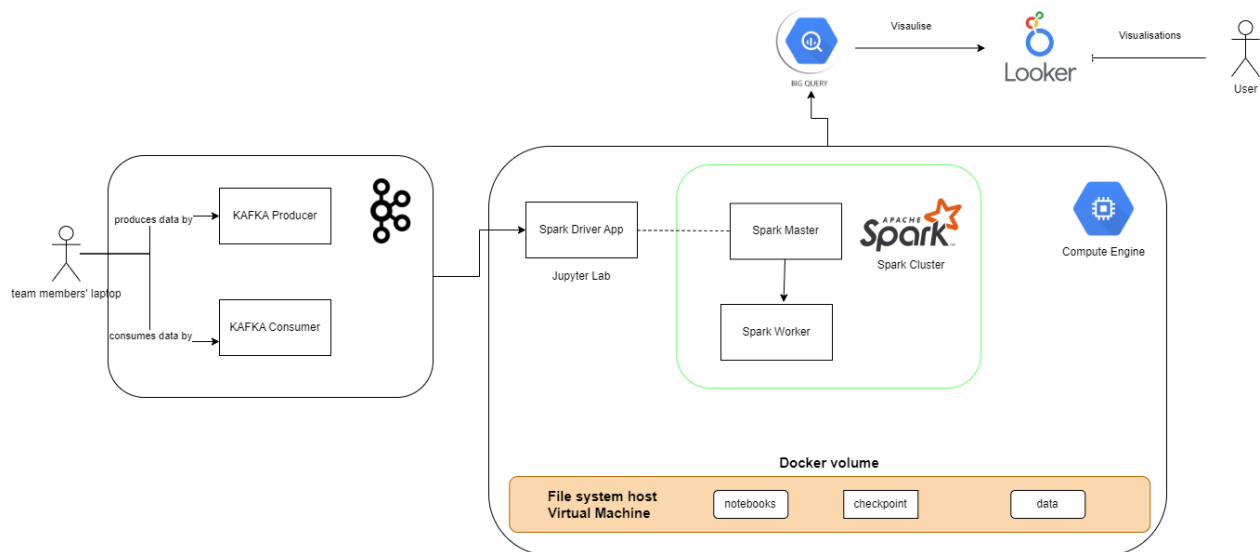 Visaulise
Visualisations
Looker
BIG QUERY
User
produces data by
KAFKA Producer
team members' laptop
consumes data by
KAFKA Consumer
Spark Driver App
Jupyter Lab
Spark Master
APACHE
Spark
Spark Cluster
Spark Worker
Compute Engine
Docker volume
File system host
Virtual Machine
notebooks
checkpoint
data